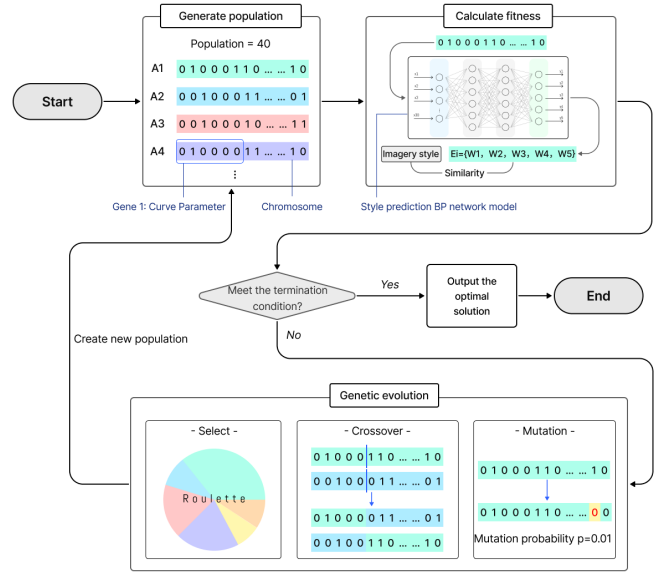 Generate population
Calculate fitness
Population = 40
A1 0 1 0 0 0 1 1 0 ... ... 1 0
A2 0 0 1 0 0 0 1 1 ... ... 0 1
A3 0 0 1 0 0 0 1 0 ... ... 1 1
A4 0 1 0 0 0 0 1 1 ... ... 1 0
Gene 1: Curve Parameter
Chromosome
0 1 0 0 0 1 1 0 ... ... 1 0
Imagery style
Ei={W1, W2, W3, W4, W5}
Similarity
Style prediction BP network model
Start
Meet the termination
condition?
Yes
No
Output the
optimal
solution
End
Create new population
Genetic evolution
- Select -
Roulette
- Crossover -
0 1 0 0 0 1 1 0 ... ... 1 0
0 0 1 0 0 0 1 1 ... ... 0 1
0 1 0 0 0 0 1 1 ... ... 0 1
0 0 1 0 0 1 1 0 ... ... 1 0
- Mutation -
0 1 0 0 0 1 1 0 ... ... 1 0
0 1 0 0 0 1 1 0 ... ... 0 0
Mutation probability p=0.01